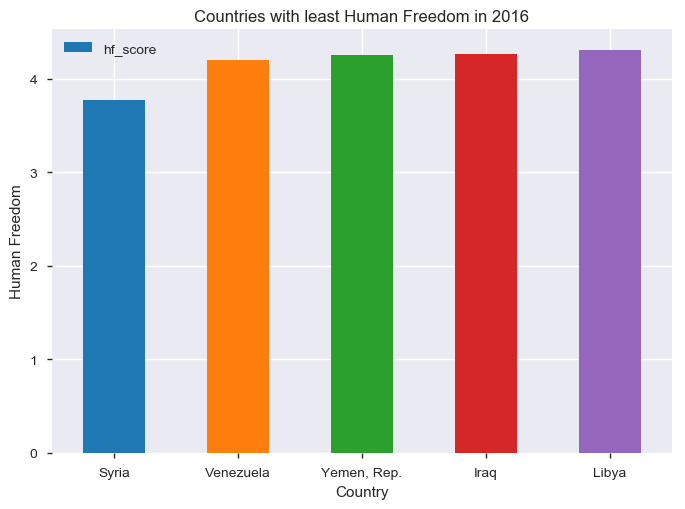 Countries with least Human Freedom in 2016
hf_score
Human Freedom
4
3
2
1
0
Syria
Venezuela
Yemen, Rep.
Iraq
Libya
Country